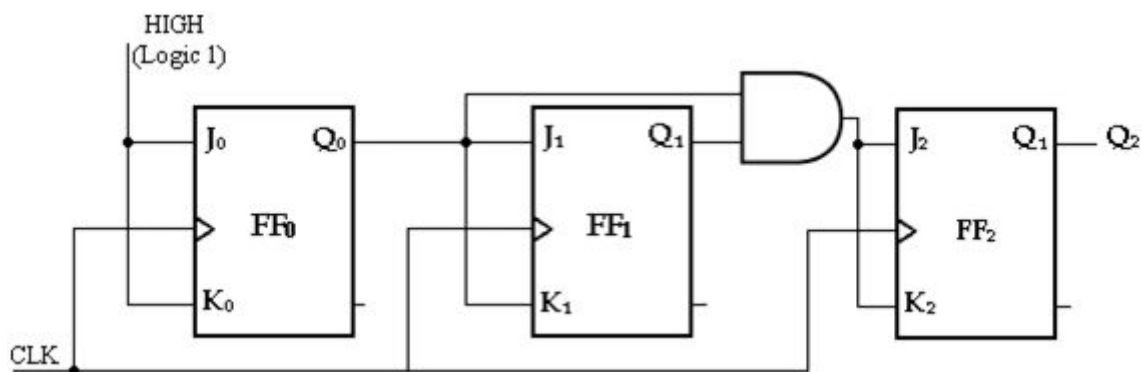 HIGH
(Logic 1)
J₀ Q₀ J₁ Q₁ J₂ Q₁ Q₂
FF₀ FF₁ FF₂
K₀ K₁ K₂
CLK